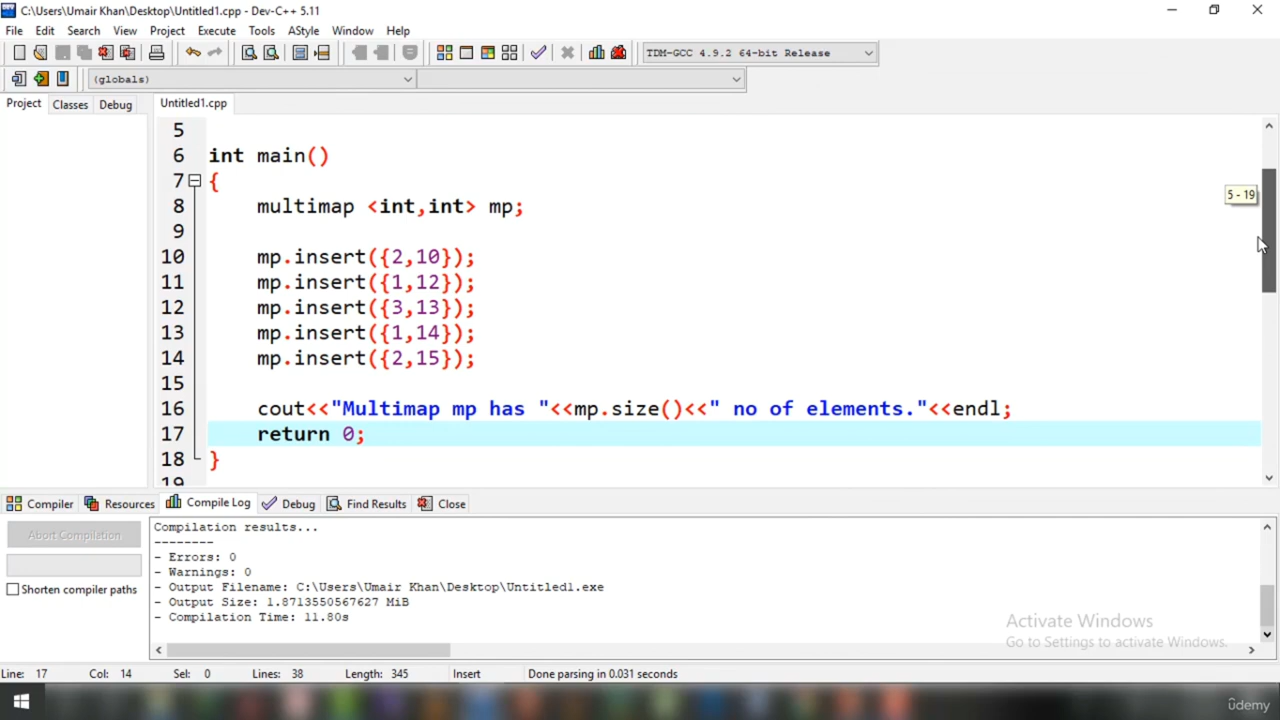 C:\Users\Umair Khan\Desktop\Untitled1.cpp - Dev-C++ 5.11
File Edit Search View Project Execute Tools AStyle Window Help
TDM-GCC 4.9.2 64-bit Release
(globals)
Project Classes Debug Untitled1.cpp
5
6 int main()
7 {
8 multimap <int,int> mp;
9
10 mp.insert({2,10});
11 mp.insert({1,12});
12 mp.insert({3,13});
13 mp.insert({1,14});
14 mp.insert({2,15});
15
16 cout<<"Multimap mp has "<<mp.size()<<" no of elements."<<endl;
17 return 0;
18 }
19
5 - 19
Compiler Resources Compile Log Debug Find Results Close
Abort Compilation
Shorten compiler paths
Compilation results...
--------
- Errors: 0
- Warnings: 0
- Output Filename: C:\Users\Umair Khan\Desktop\Untitled1.exe
- Output Size: 1.8713550567627 MiB
- Compilation Time: 11.80s
Activate Windows
Go to Settings to activate Windows.
Line: 17 Col: 14 Sel: 0 Lines: 38 Length: 345 Insert Done parsing in 0.031 seconds
ûdemy